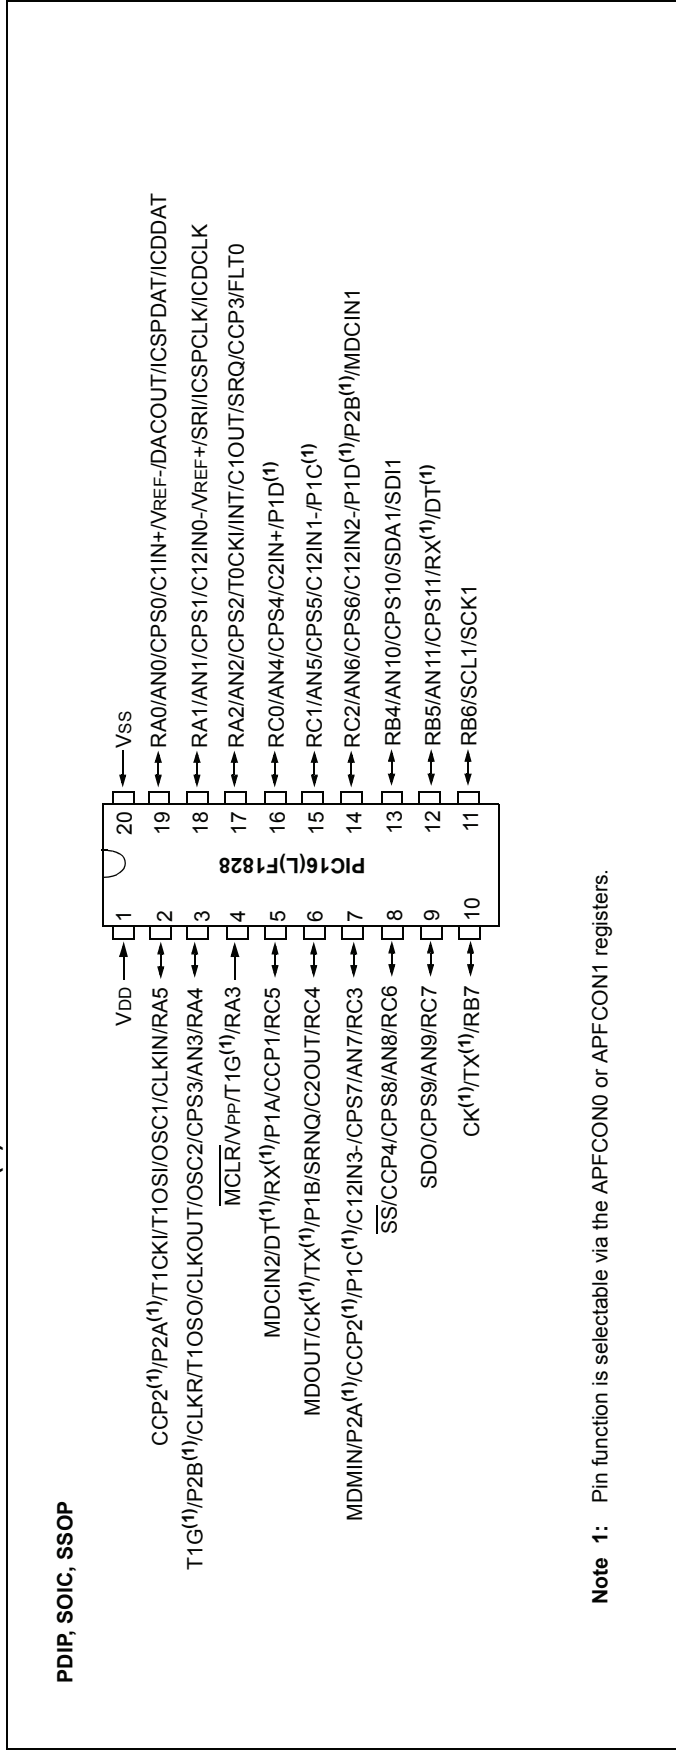 PDIP, SOIC, SSOP
VDD
1
CCP2(1)/P2A(1)/T1CKI/T1OSI/OSC1/CLKIN/RA5
2
T1G(1)/P2B(1)/CLKR/T1OSO/CLKOUT/OSC2/CPS3/AN3/RA4
3
MCLR/VPP/T1G(1)/RA3
4
MDCIN2/DT(1)/RX(1)/P1A/CCP1/RC5
5
MDOUT/CK(1)/TX(1)/P1B/SRNQ/C2OUT/RC4
6
MDMIN/P2A(1)/CCP2(1)/P1C(1)/C12IN3-/CPS7/AN7/RC3
7
SS/CCP4/CPS8/AN8/RC6
8
SDO/CPS9/AN9/RC7
9
CK(1)/TX(1)/RB7
10
PIC16(L)F1828
20
VSS
19
RA0/AN0/CPS0/C1IN+/VREF-/DACOUT/ICSPDAT/ICDDAT
18
RA1/AN1/CPS1/C12IN0-/VREF+/SRI/ICSPCLK/ICDCLK
17
RA2/AN2/CPS2/T0CKI/INT/C1OUT/SRQ/CCP3/FLT0
16
RC0/AN4/CPS4/C2IN+/P1D(1)
15
RC1/AN5/CPS5/C12IN1-/P1C(1)
14
RC2/AN6/CPS6/C12IN2-/P1D(1)/P2B(1)/MDCIN1
13
RB4/AN10/CPS10/SDA1/SDI1
12
RB5/AN11/CPS11/RX(1)/DT(1)
11
RB6/SCL1/SCK1
Note 1: Pin function is selectable via the APFCON0 or APFCON1 registers.